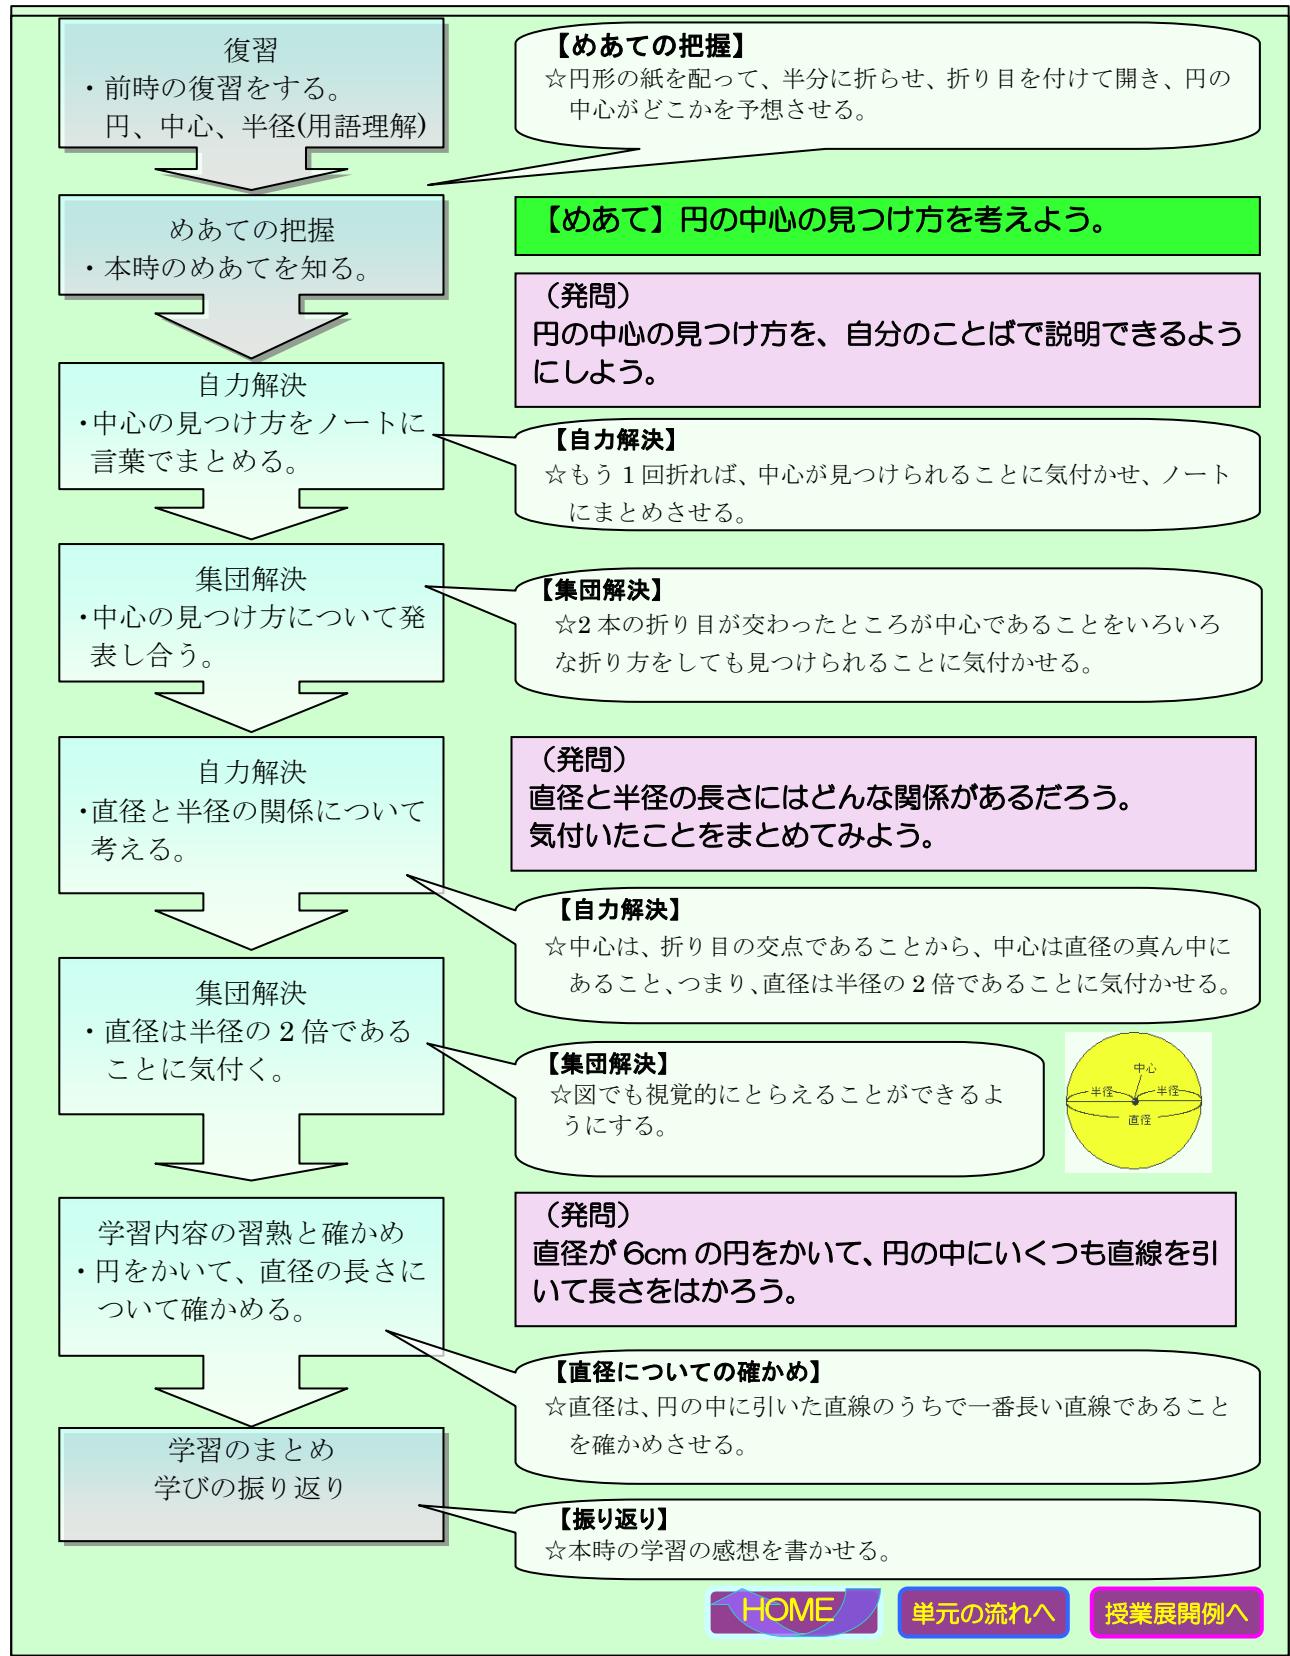 復習
・前時の復習をする。
円、中心、半径(用語理解)
【めあての把握】
☆円形の紙を配って、半分に折らせ、折り目を付けて開き、円の
中心がどこかを予想させる。
めあての把握
・本時のめあてを知る。
【めあて】円の中心の見つけ方を考えよう。
（発問）
円の中心の見つけ方を、自分のことばで説明できるよう
にしよう。
自力解決
・中心の見つけ方をノートに
言葉でまとめる。
【自力解決】
☆もう1回折れば、中心が見つけられることに気付かせ、ノート
にまとめさせる。
集団解決
・中心の見つけ方について発
表し合う。
【集団解決】
☆2本の折り目が交わったところが中心であることをいろいろ
な折り方をしても見つけられることに気付かせる。
自力解決
・直径と半径の関係について
考える。
（発問）
直径と半径の長さにはどんな関係があるだろう。
気付いたことをまとめてみよう。
【自力解決】
☆中心は、折り目の交点であることから、中心は直径の真ん中に
あること、つまり、直径は半径の2倍であることに気付かせる。
集団解決
・直径は半径の2倍である
ことに気付く。
【集団解決】
☆図でも視覚的にとらえることができるよ
うにする。
中心
半径
半径
直径
学習内容の習熟と確かめ
・円をかいて、直径の長さに
ついて確かめる。
（発問）
直径が6cmの円をかいて、円の中にいくつも直線を引
いて長さをはかろう。
【直径についての確かめ】
☆直径は、円の中に引いた直線のうちで一番長い直線であること
を確かめさせる。
学習のまとめ
学びの振り返り
【振り返り】
☆本時の学習の感想を書かせる。
HOME
単元の流れへ
授業展開例へ